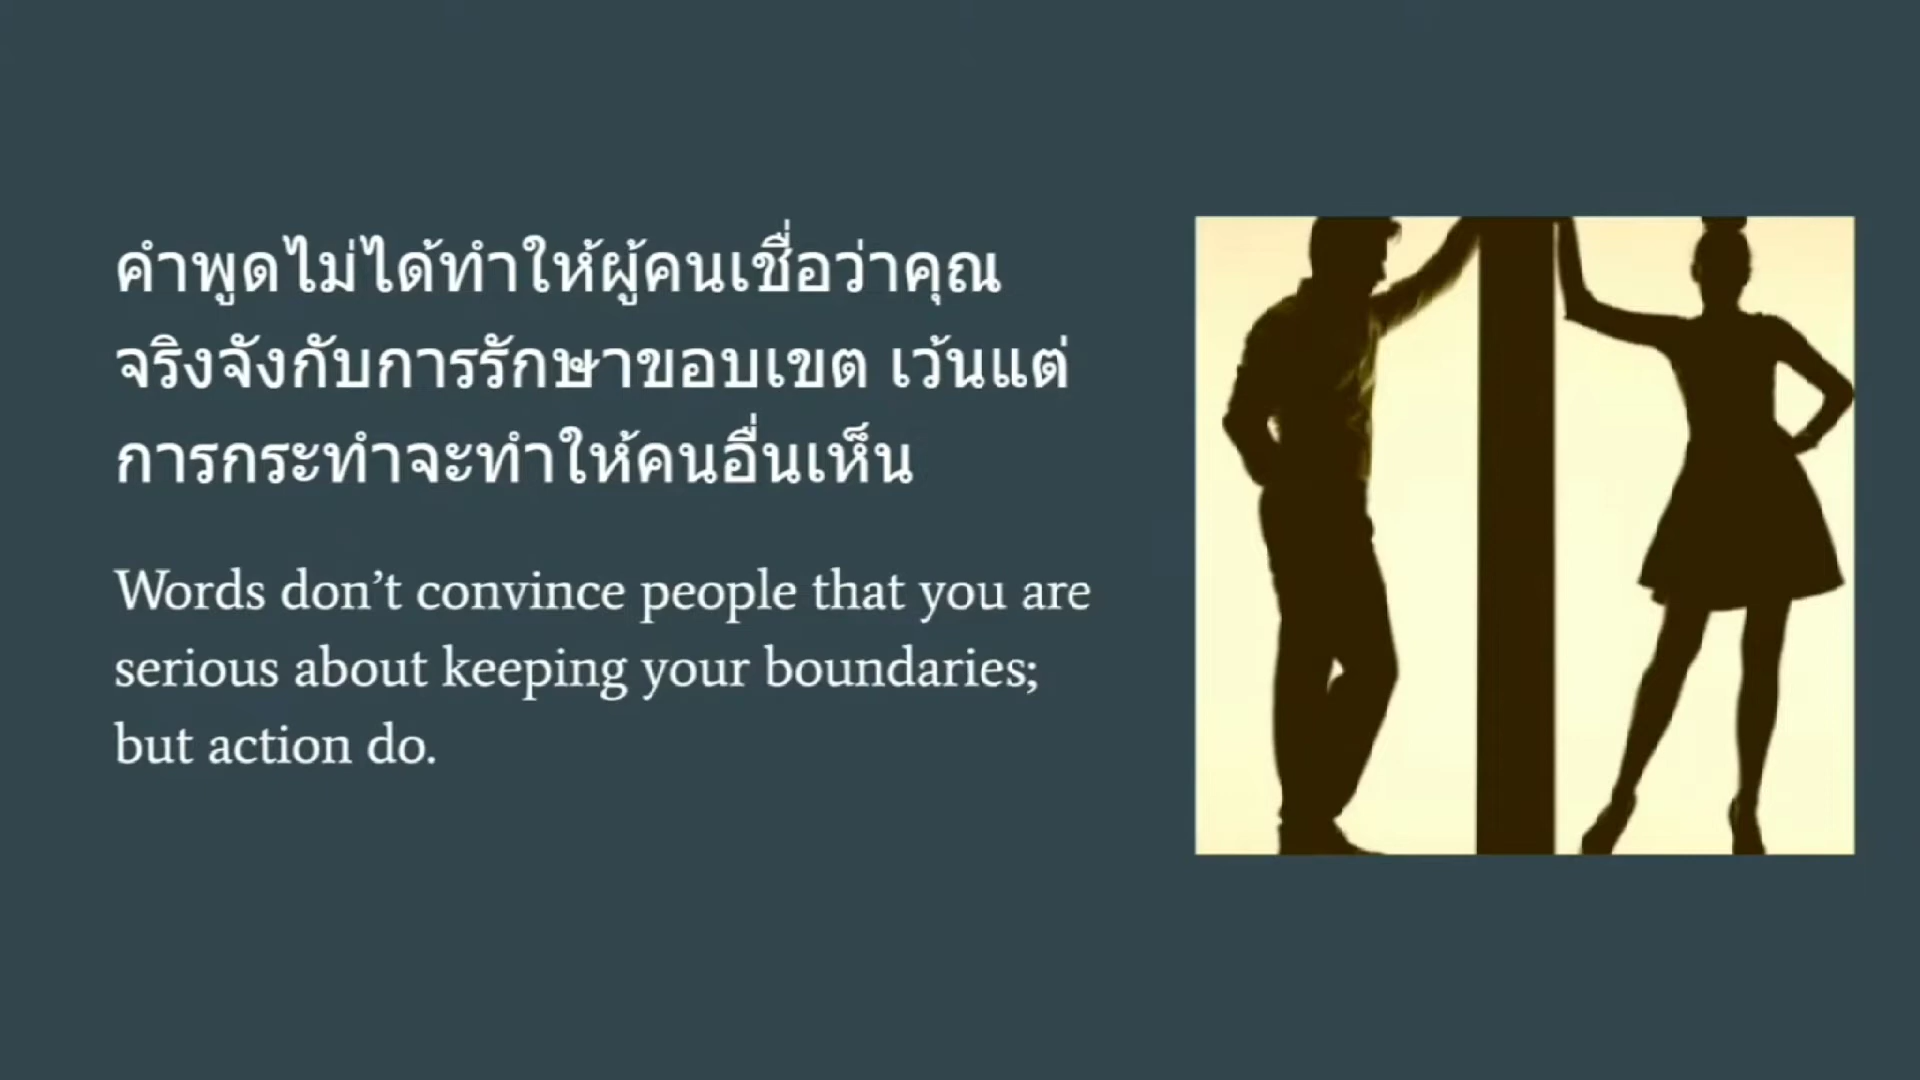 คำพูดไม่ได้ทำให้ผู้คนเชื่อว่าคุณ
จริงจังกับการรักษาขอบเขต เว้นแต่
การกระทำจะทำให้คนอื่นเห็น
Words don’t convince people that you are
serious about keeping your boundaries;
but action do.